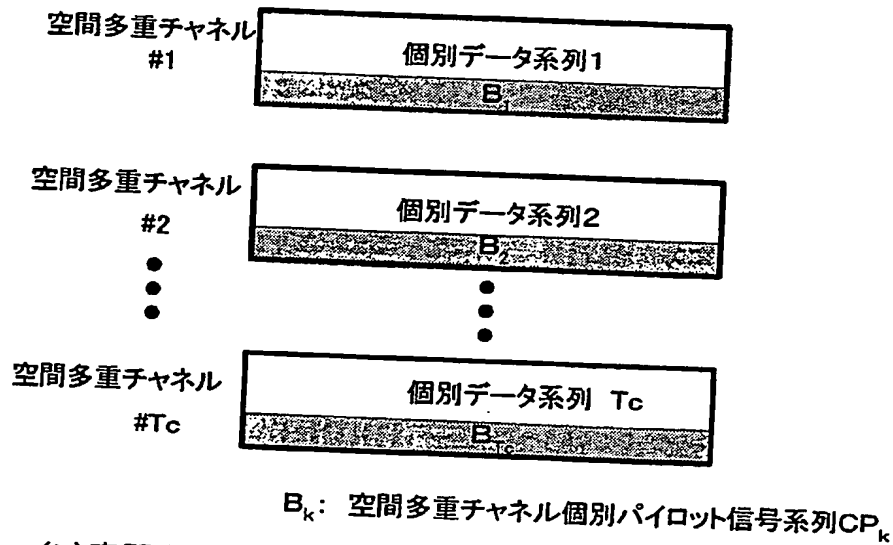 空間多重チャネル
#1
個別データ系列1
B1
空間多重チャネル
#2
個別データ系列2
B2
空間多重チャネル
#Tc
個別データ系列 Tc
BTc
Bk: 空間多重チャネル個別パイロット信号系列CPk